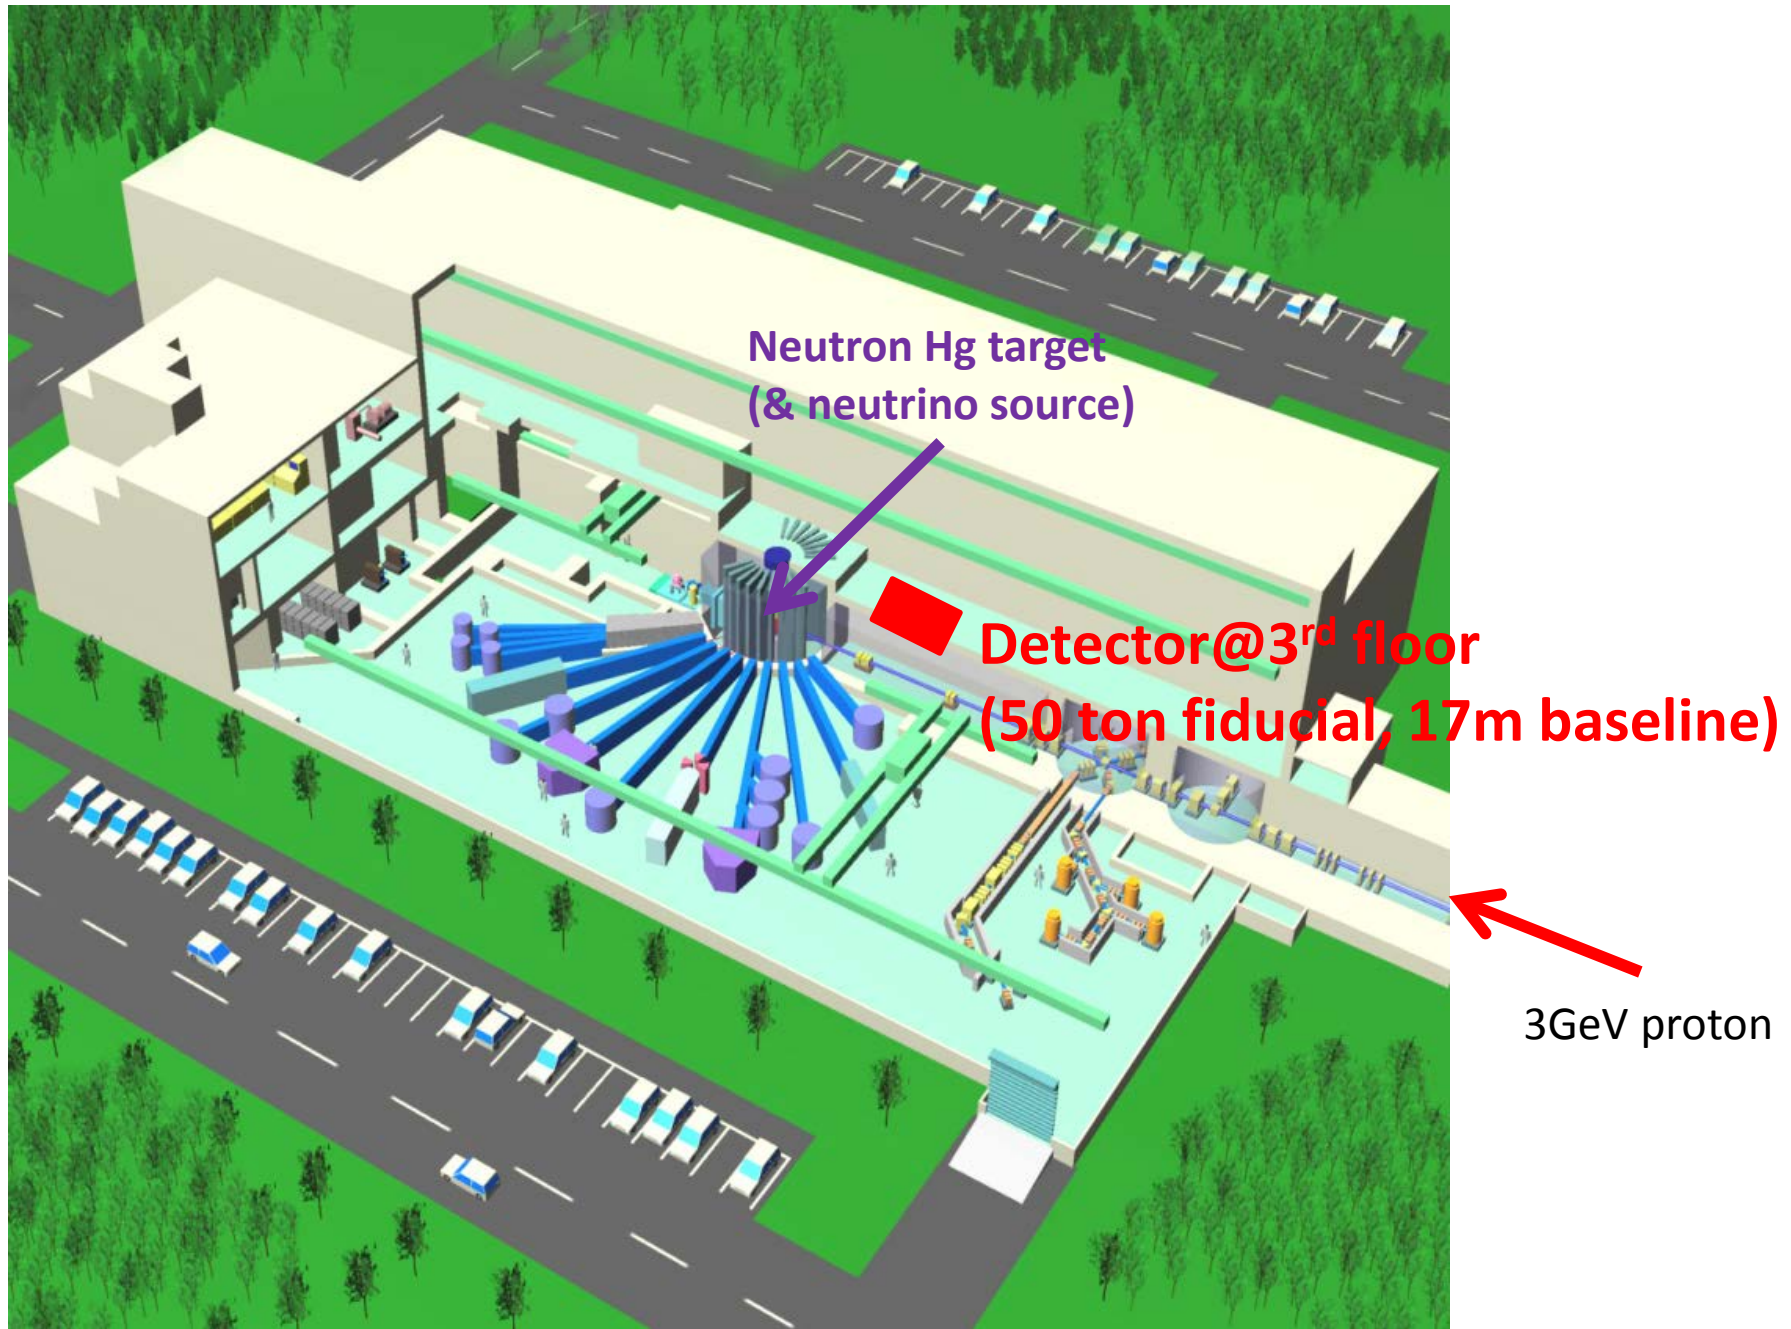 Neutron Hg target
(& neutrino source)
Detector@3rd floor
(50 ton fiducial, 17m baseline)
3GeV proton